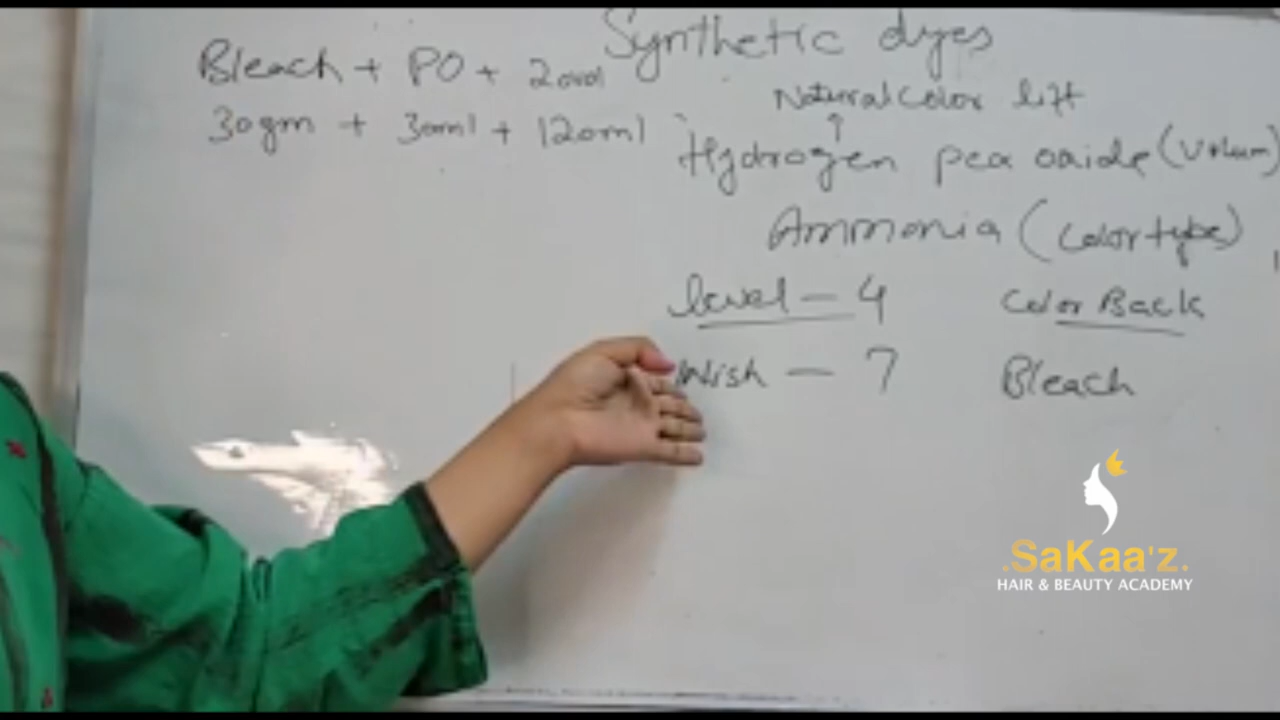 Synthetic dyes
Bleach + PO + 20vol
30gm + 30ml + 120ml
Natural Color lift
Hydrogen pea oxide (Volum)
Ammonia (Color type)
level - 4 Color Back
Wish - 7 Bleach
.SaKaa'z.
HAIR & BEAUTY ACADEMY